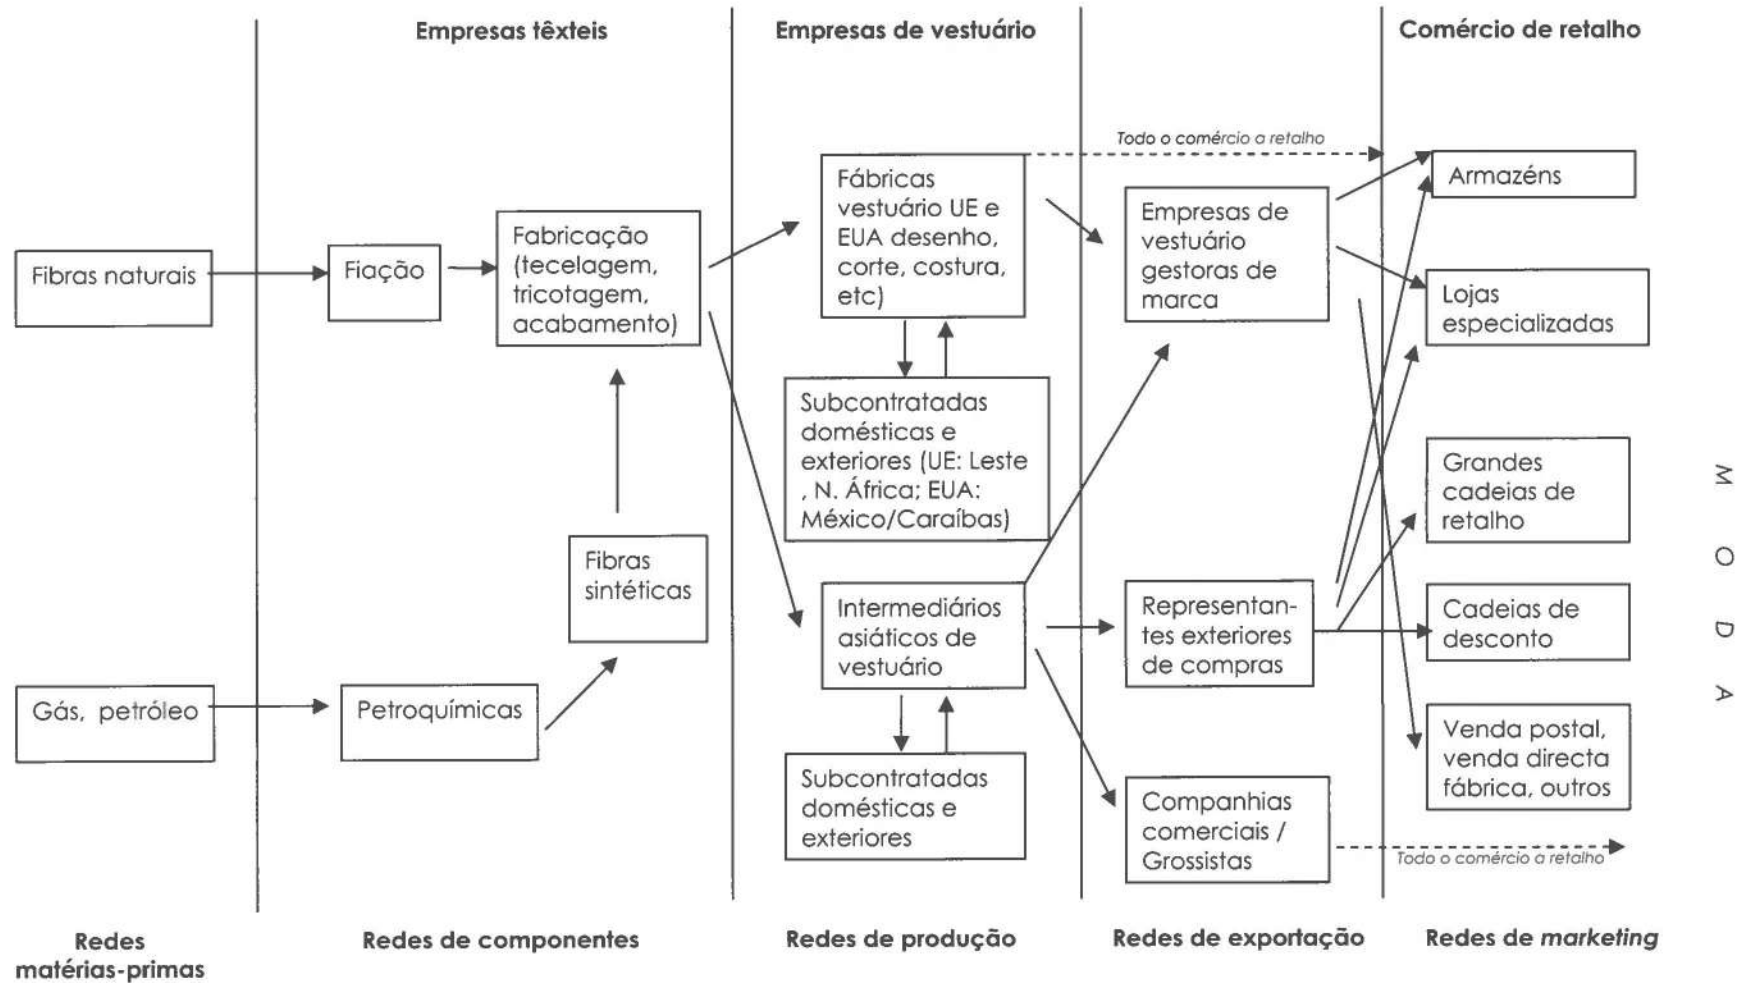 Empresas têxteis
Empresas de vestuário
Comércio de retalho
Todo o comércio a retalho
Fibras naturais
Fiação
Fabricação
(tecelagem,
tricotagem,
acabamento)
Fábricas
vestuário UE e
EUA desenho,
corte, costura,
etc)
Empresas de
vestuário
gestoras de
marca
Armazéns
Lojas
especializadas
Subcontratadas
domésticas e
exteriores (UE: Leste
, N. África; EUA:
México/Caraíbas)
Grandes
cadeias de
retalho
Fibras
sintéticas
Intermediários
asiáticos de
vestuário
Representan-
tes exteriores
de compras
Cadeias de
desconto
Gás, petróleo
Petroquímicas
Venda postal,
venda directa
fábrica, outros
Subcontratadas
domésticas e
exteriores
Companhias
comerciais /
Grossistas
Todo o comércio a retalho
M O D A
Redes
matérias-primas
Redes de componentes
Redes de produção
Redes de exportação
Redes de marketing